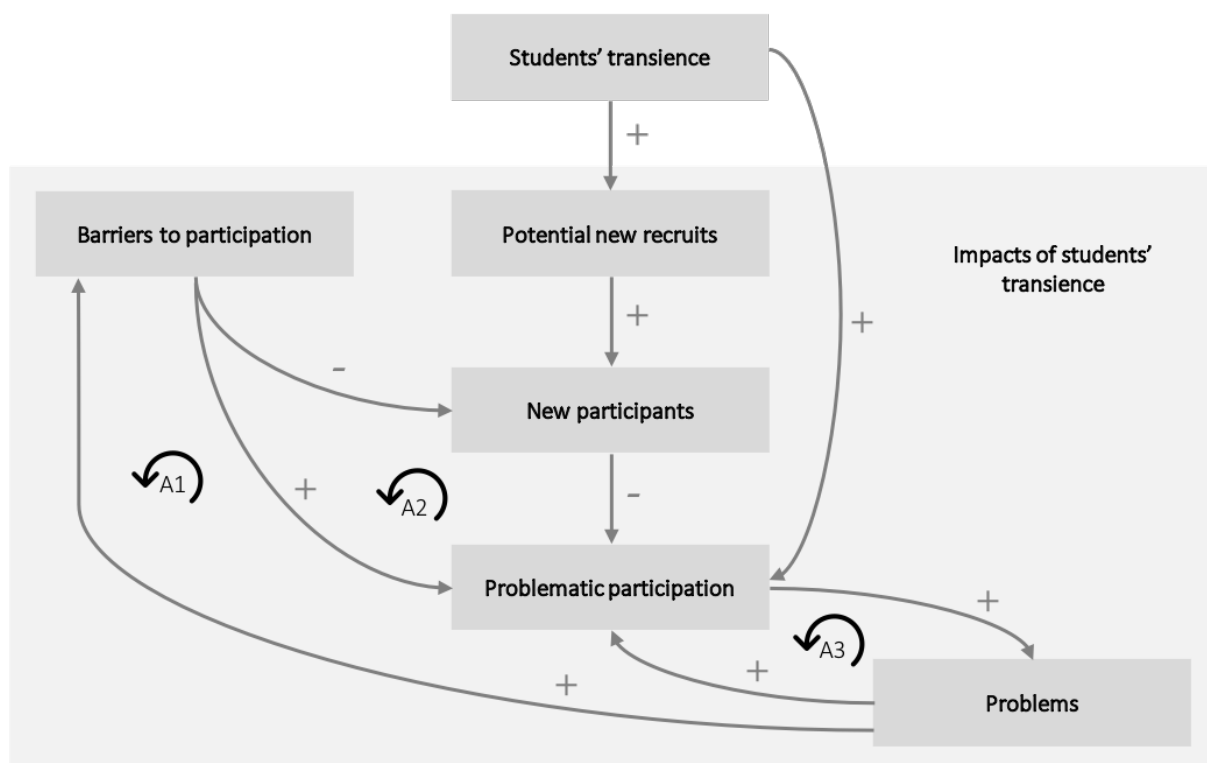 Students’ transience
+
Barriers to participation
Potential new recruits
Impacts of students’
transience
+
+
-
New participants
A1
+
A2
-
Problematic participation
+
A3
+
+
Problems